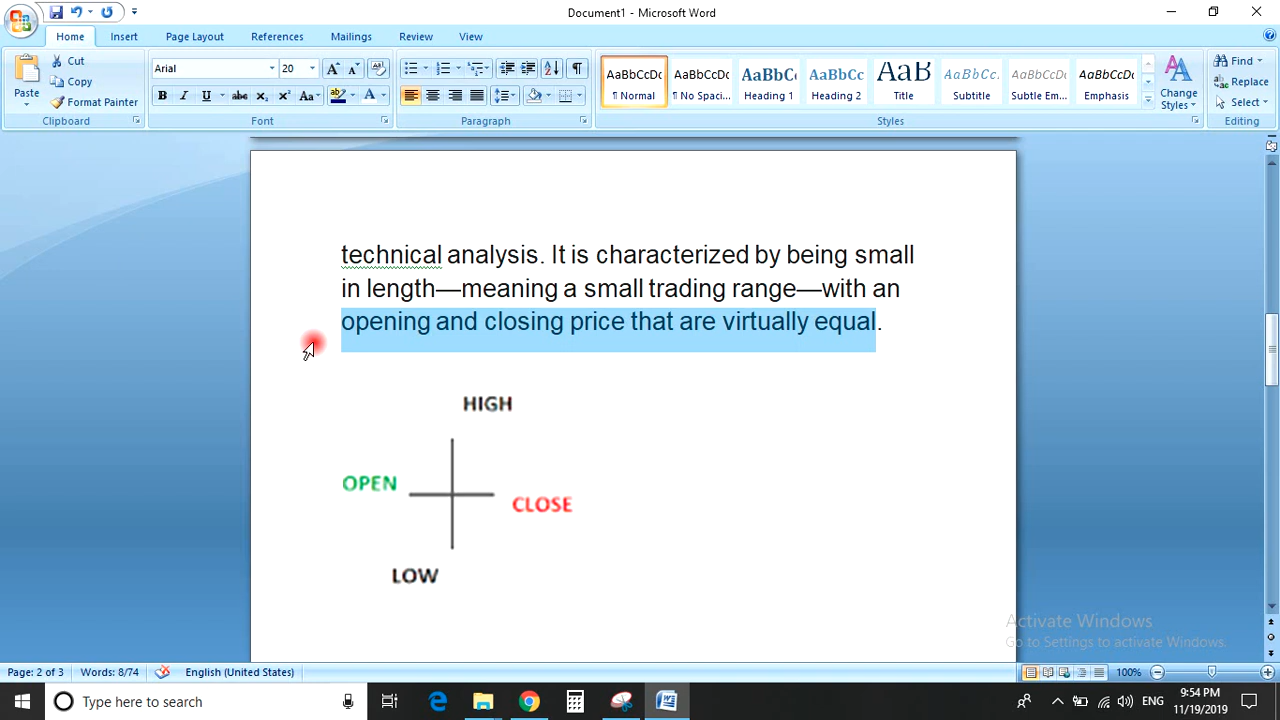 Document1 - Microsoft Word
Home Insert Page Layout References Mailings Review View
Paste
Cut
Copy
Format Painter
Clipboard
Arial 20
Font
Paragraph
AaBbCcDc AaBbCcDc AaBbCc AaBbCc AaB AaBbCc. AaBbCcDc AaBbCcDc
¶ Normal ¶ No Spaci... Heading 1 Heading 2 Title Subtitle Subtle Em... Emphasis
Change
Styles
Styles
Find
Replace
Select
Editing
technical analysis. It is characterized by being small
in length—meaning a small trading range—with an
opening and closing price that are virtually equal.
HIGH
OPEN
CLOSE
LOW
Activate Windows
Go to Settings to activate Windows.
Page: 2 of 3 Words: 8/74 English (United States) 100%
Type here to search
ENG
9:54 PM
11/19/2019